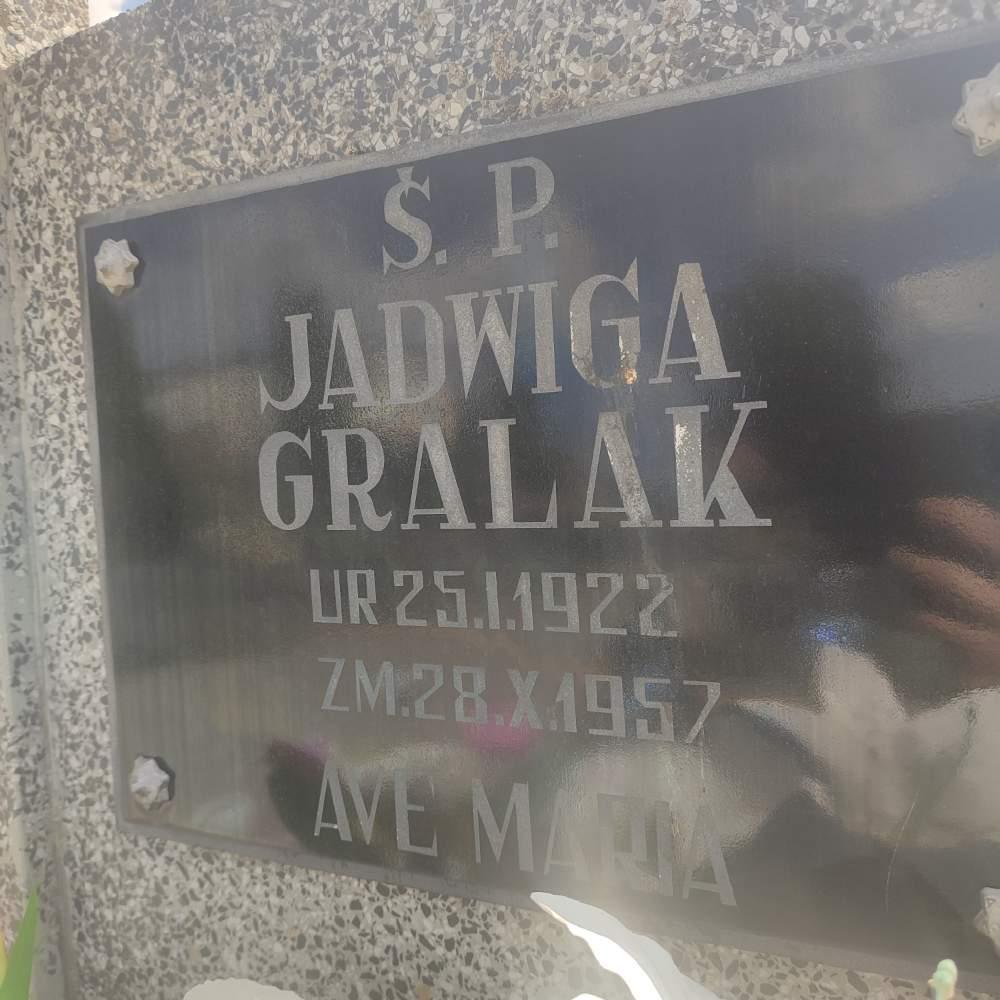 Ś. P.
JADWIGA
GRALAK
UR 25.I.1922
ZM.28.X.1957
AVE MARIA